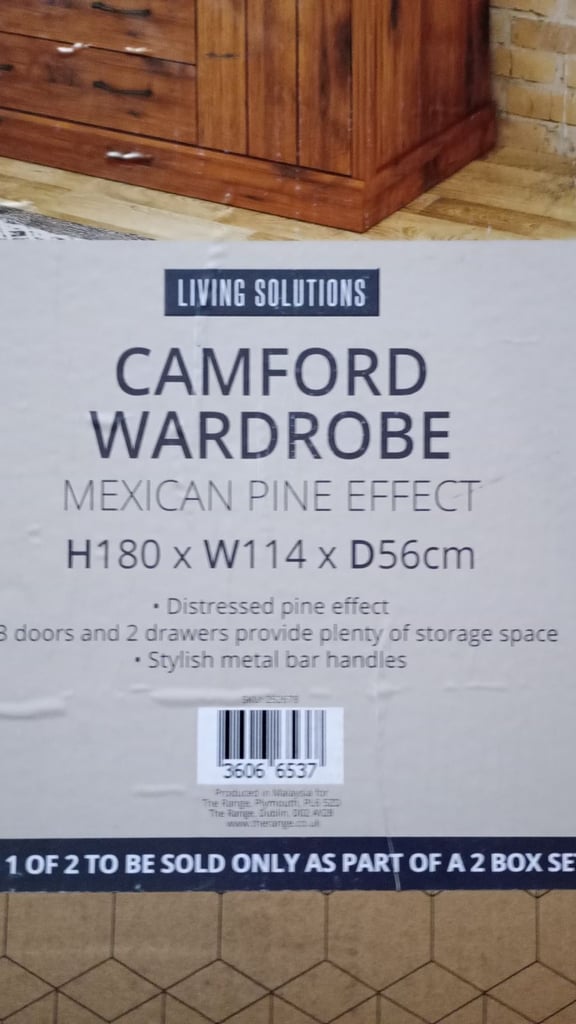 LIVING SOLUTIONS
CAMFORD
WARDROBE
MEXICAN PINE EFFECT
H180 x W114 x D56cm
• Distressed pine effect
3 doors and 2 drawers provide plenty of storage space
• Stylish metal bar handles
3606 6537
Produced in Malaysia for
The Range, Plymouth, PL6 5ZD
The Range, Dublin,
www.therange.co.uk
1 OF 2 TO BE SOLD ONLY AS PART OF A 2 BOX SE